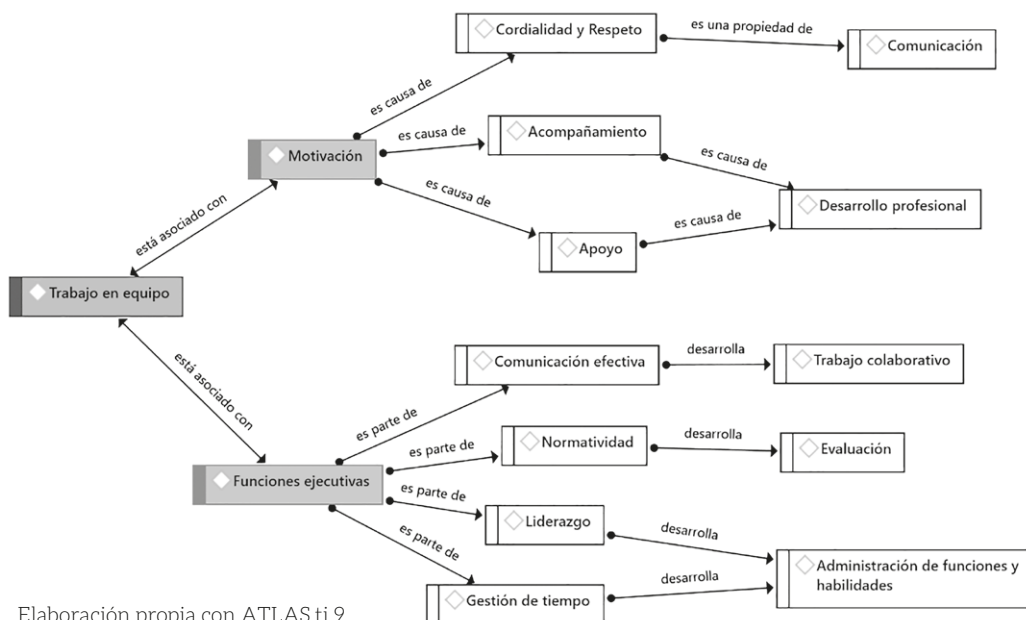 Cordialidad y Respeto
es una propiedad de
Comunicación
es causa de
es causa de
Acompañamiento
es causa de
Motivación
es causa de
Desarrollo profesional
es causa de
Apoyo
está asociado con
Trabajo en equipo
está asociado con
Comunicación efectiva
desarrolla
Trabajo colaborativo
es parte de
es parte de
Normatividad
desarrolla
Evaluación
Funciones ejecutivas
es parte de
Liderazgo
desarrolla
Administración de funciones y
habilidades
es parte de
Gestión de tiempo
desarrolla
Elaboración propia con ATLAS.ti 9